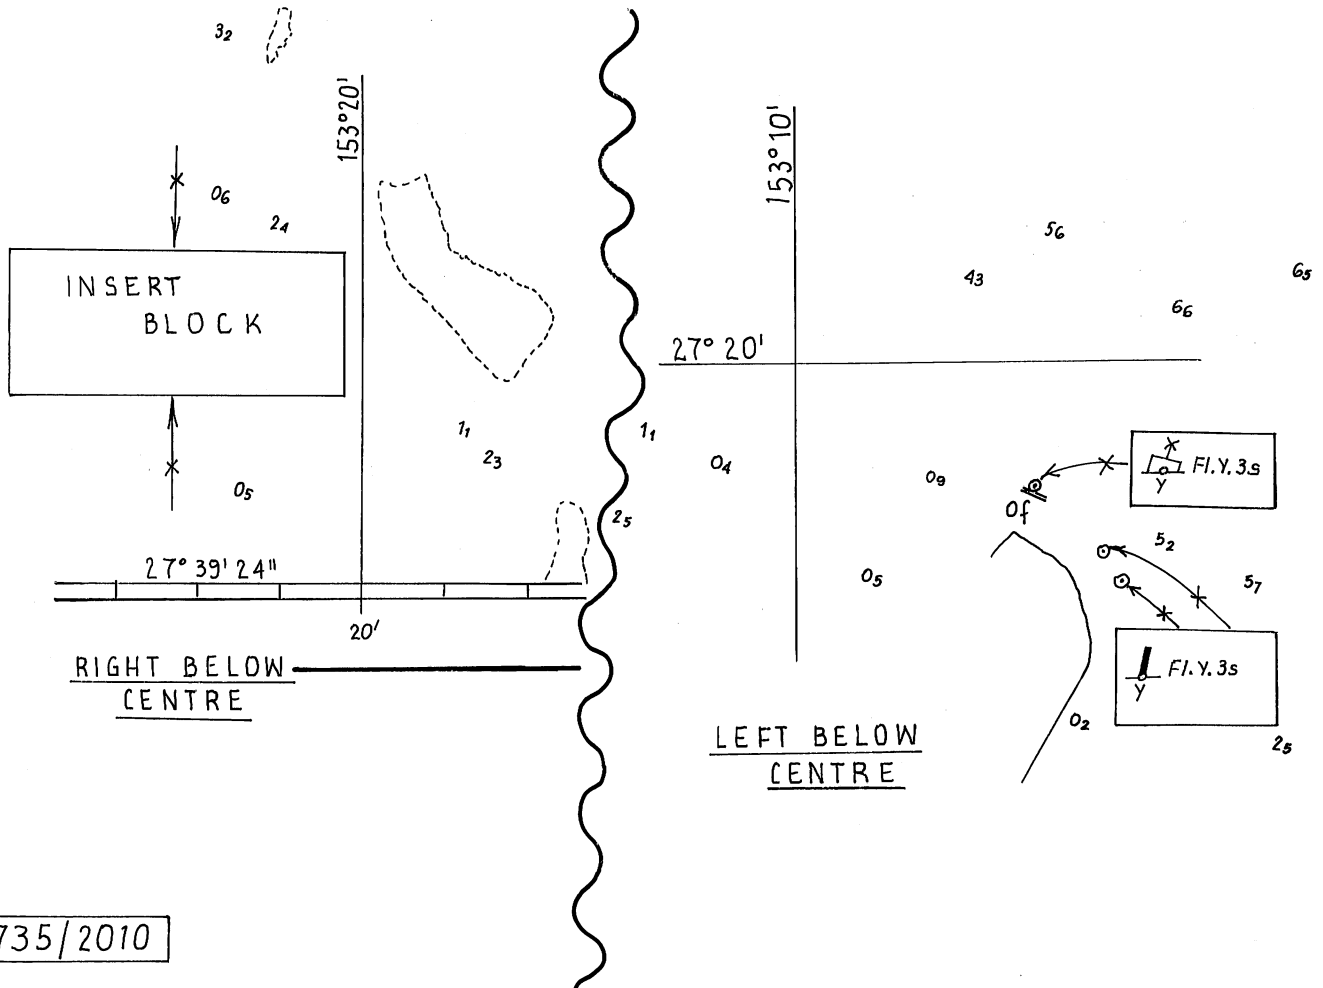 3₂
153°20'
0₆
2₄
INSERT
BLOCK
1₁
2₃
0₅
2₅
27°39'24"
20'
RIGHT BELOW
CENTRE
735/2010
153°10'
5₆
4₃
6₅
6₆
27°20'
1₁
0₄
0₉
Fl.Y.3s
Y
Of
5₂
0₅
5₇
Fl.Y.3s
Y
0₂
2₅
LEFT BELOW
CENTRE